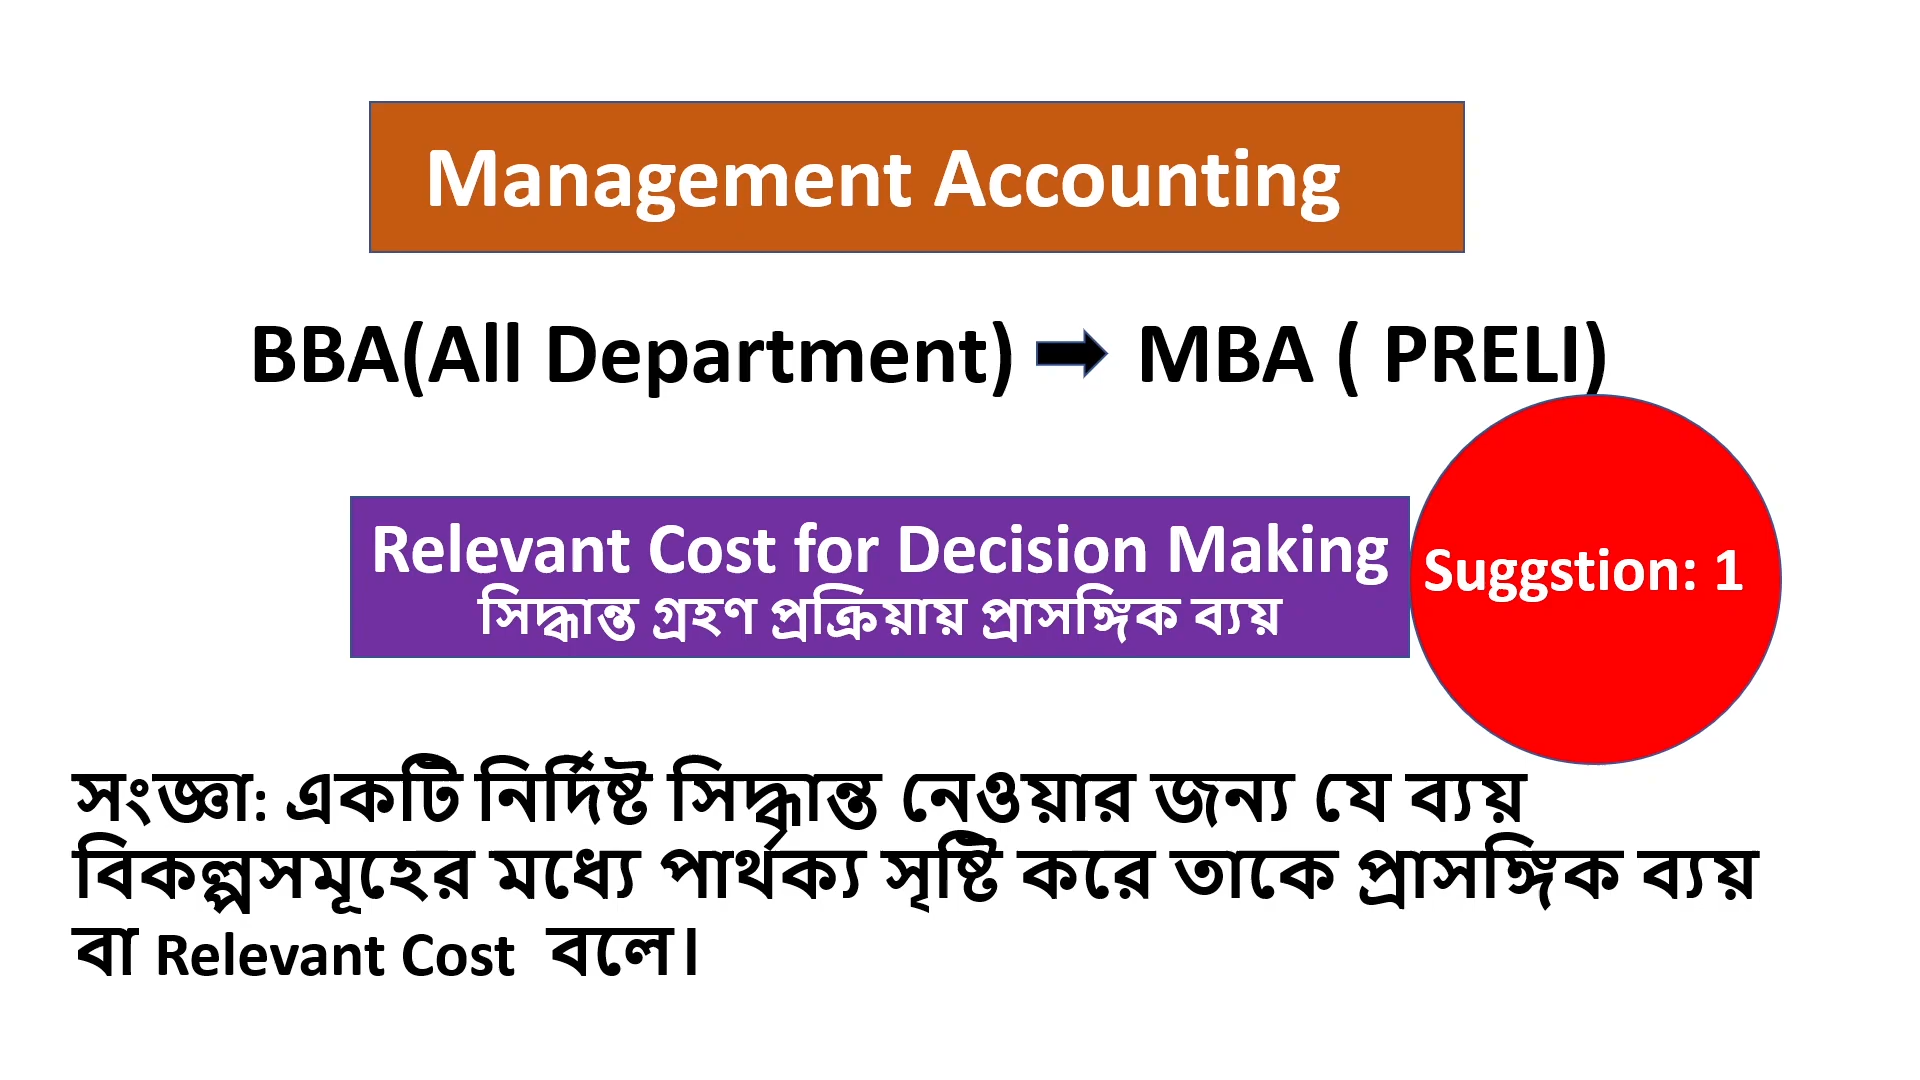 Management Accounting
BBA(All Department) ➡ MBA ( PRELI)
Relevant Cost for Decision Making
সিদ্ধান্ত গ্রহণ প্রক্রিয়ায় প্রাসঙ্গিক ব্যয়
Suggstion: 1
সংজ্ঞা: একটি নির্দিষ্ট সিদ্ধান্ত নেওয়ার জন্য যে ব্যয়
বিকল্পসমূহের মধ্যে পার্থক্য সৃষ্টি করে তাকে প্রাসঙ্গিক ব্যয়
বা Relevant Cost বলে।